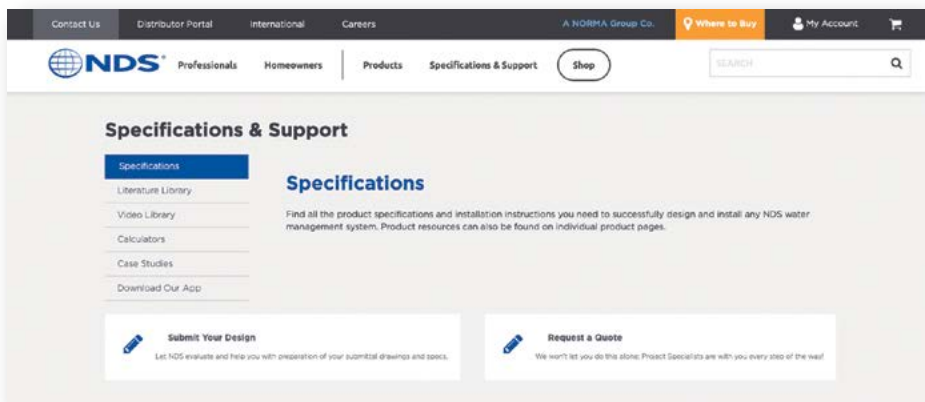 Contact Us Distributor Portal International Careers A NORMA Group Co. Where to Buy My Account
NDS Professionals Homeowners Products Specifications & Support Shop SEARCH
Specifications & Support
Specifications
Literature Library
Video Library
Calculators
Case Studies
Download Our App
Specifications
Find all the product specifications and installation instructions you need to successfully design and install any NDS water
management system. Product resources can also be found on individual product pages.
Submit Your Design
Let NDS evaluate and help you with preparation of your submittal drawings and specs.
Request a Quote
We won't let you do this alone; Project Specialists are with you every step of the way!